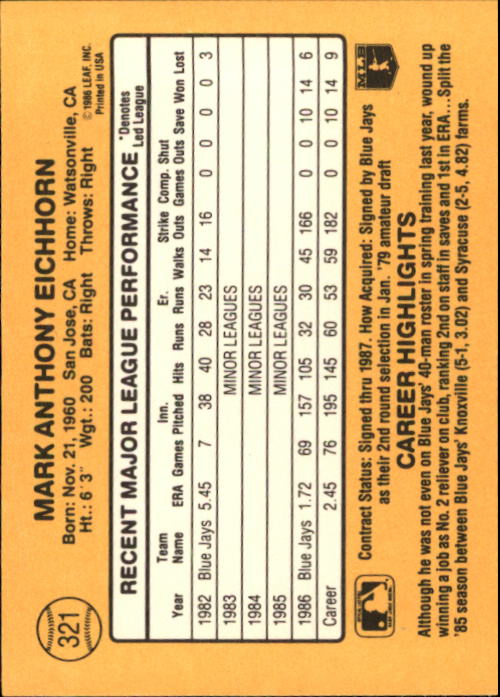 321
MARK ANTHONY EICHHORN
Born: Nov. 21, 1960 San Jose, CA Home: Watsonville, CA
Ht.: 6'3" Wgt.: 200 Bats: Right Throws: Right
© 1986 LEAF, INC.
Printed in USA
RECENT MAJOR LEAGUE PERFORMANCE
*Denotes
Led League
Team Inn. Er. Strike Comp. Shut
Year Name ERA Games Pitched Hits Runs Runs Walks Outs Games Outs Save Won Lost
1982 Blue Jays 5.45 7 38 40 28 23 14 16 0 0 0 0 3
1983 MINOR LEAGUES
1984 MINOR LEAGUES
1985 MINOR LEAGUES
1986 Blue Jays 1.72 69 157 105 32 30 45 166 0 0 10 14 6
Career 2.45 76 195 145 60 53 59 182 0 0 10 14 9
Contract Status: Signed thru 1987. How Acquired: Signed by Blue Jays
as their 2nd round selection in Jan. '79 amateur draft
MLB
CAREER HIGHLIGHTS
Although he was not even on Blue Jays' 40-man roster in spring training last year, wound up
winning a job as No. 2 reliever on club, ranking 2nd on staff in saves and 1st in ERA...Split the
'85 season between Blue Jays' Knoxville (5-1, 3.02) and Syracuse (2-5, 4.82) farms.